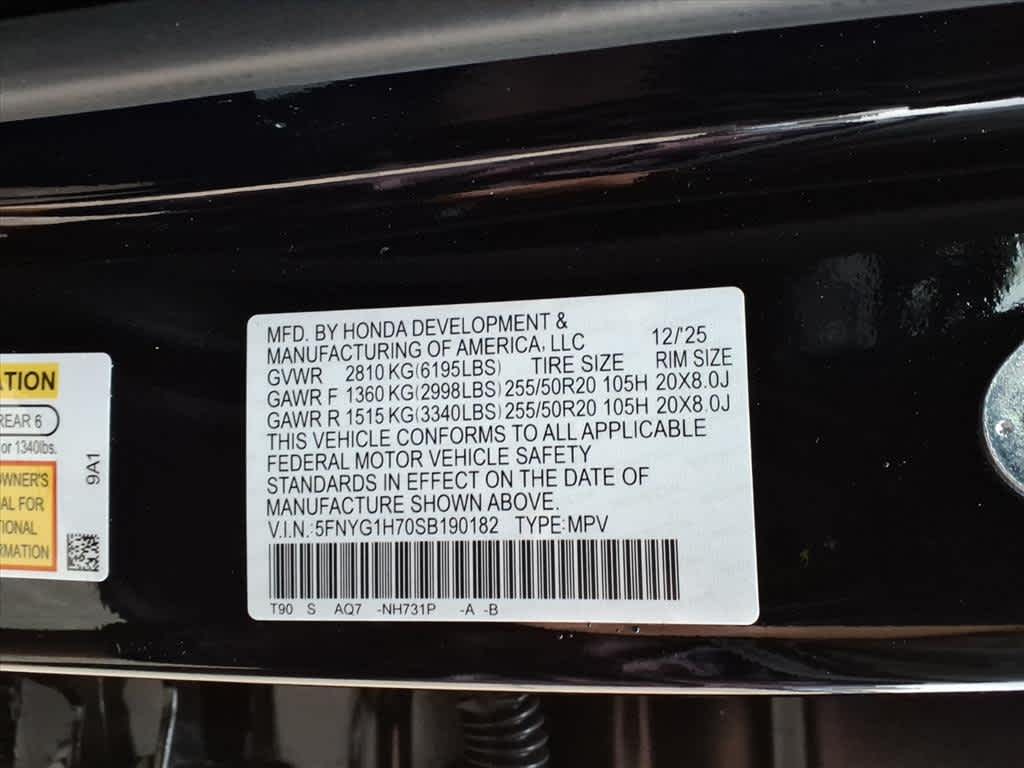 MFD. BY HONDA DEVELOPMENT &
MANUFACTURING OF AMERICA, LLC 12/'25
GVWR 2810 KG(6195LBS) TIRE SIZE RIM SIZE
GAWR F 1360 KG(2998LBS) 255/50R20 105H 20X8.0J
GAWR R 1515 KG(3340LBS) 255/50R20 105H 20X8.0J
THIS VEHICLE CONFORMS TO ALL APPLICABLE
FEDERAL MOTOR VEHICLE SAFETY
STANDARDS IN EFFECT ON THE DATE OF
MANUFACTURE SHOWN ABOVE.
V.I.N.:5FNYG1H70SB190182 TYPE:MPV
T90 S AQ7 -NH731P -A -B
ATION
REAR 6
or 1340lbs.
OWNER'S
AL FOR
TIONAL
RMATION
9A1